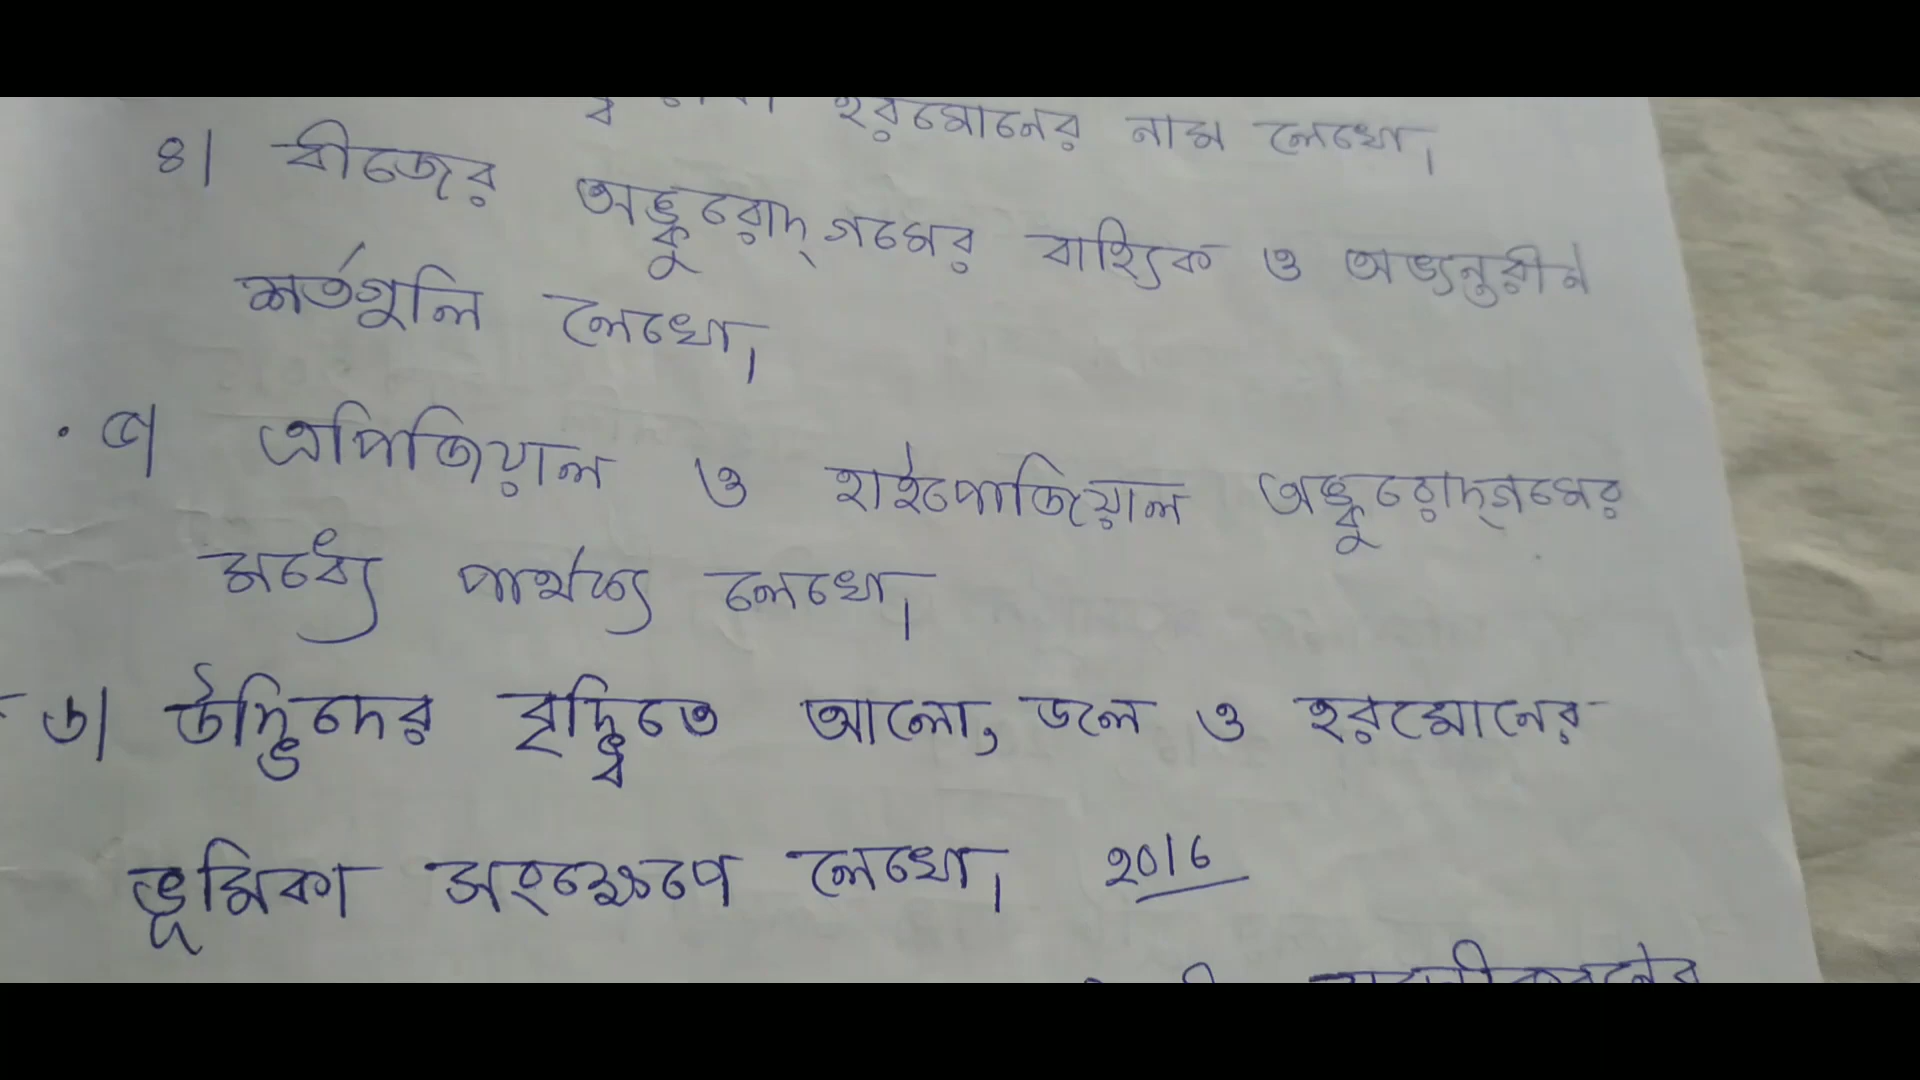 হরমোনের নাম লেখো।
৪। বীজের অঙ্কুরোদ্গমের বাহ্যিক ও অভ্যন্তরীন
শর্তগুলি লেখো।
৫। এপিজিয়াল ও হাইপোজিয়াল অঙ্কুরোদ্গমের
মধ্যে পার্থক্য লেখো।
৬। উদ্ভিদের বৃদ্ধিতে আলো, জল ও হরমোনের
ভূমিকা সংক্ষেপে লেখো। ২016